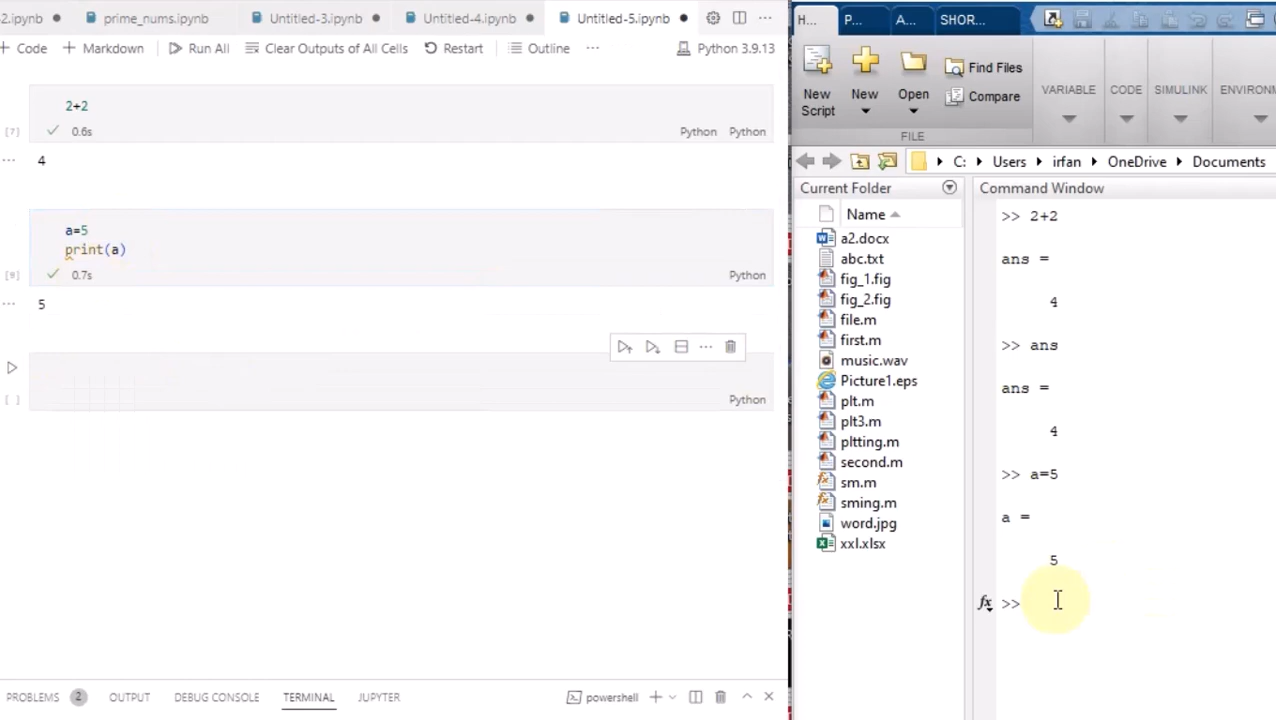 -2.ipynb
prime_nums.ipynb
Untitled-3.ipynb
Untitled-4.ipynb
Untitled-5.ipynb
+ Code
+ Markdown
Run All
Clear Outputs of All Cells
Restart
Outline
...
Python 3.9.13
2+2
[7]
0.6s
Python
Python
4
a=5
print(a)
[9]
0.7s
Python
5
[ ]
Python
PROBLEMS 2
OUTPUT
DEBUG CONSOLE
TERMINAL
JUPYTER
powershell
H...
P...
A...
SHOR...
New
Script
New
Open
Find Files
Compare
FILE
VARIABLE
CODE
SIMULINK
ENVIRONM
C:
Users
irfan
OneDrive
Documents
Current Folder
Name
a2.docx
abc.txt
fig_1.fig
fig_2.fig
file.m
first.m
music.wav
Picture1.eps
plt.m
plt3.m
pltting.m
second.m
sm.m
sming.m
word.jpg
xxl.xlsx
Command Window
>> 2+2
ans =
4
>> ans
ans =
4
>> a=5
a =
5
fx >>